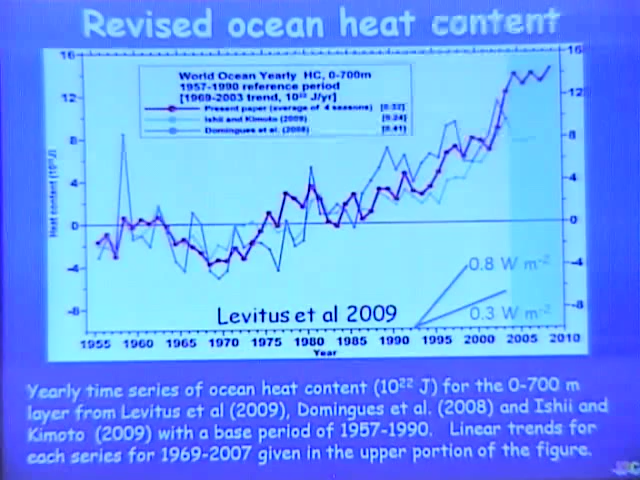 Revised ocean heat content
World Ocean Yearly HC, 0-700m
1957-1990 reference period
[1969-2003 trend, 10²² J/yr]
Present paper (average of 4 seasons) [0.32]
Ishii and Kimoto (2009) [0.24]
Domingues et al. (2008) [0.41]
16 12 8 4 0 -4 -8
Heat content (10²² J)
16 12 8 4 0 -4 -8
0.8 W m⁻²
0.3 W m⁻²
Levitus et al 2009
1955 1960 1965 1970 1975 1980 1985 1990 1995 2000 2005 2010
Year
Yearly time series of ocean heat content (10²² J) for the 0-700 m
layer from Levitus et al (2009), Domingues et al. (2008) and Ishii and
Kimoto (2009) with a base period of 1957-1990. Linear trends for
each series for 1969-2007 given in the upper portion of the figure.